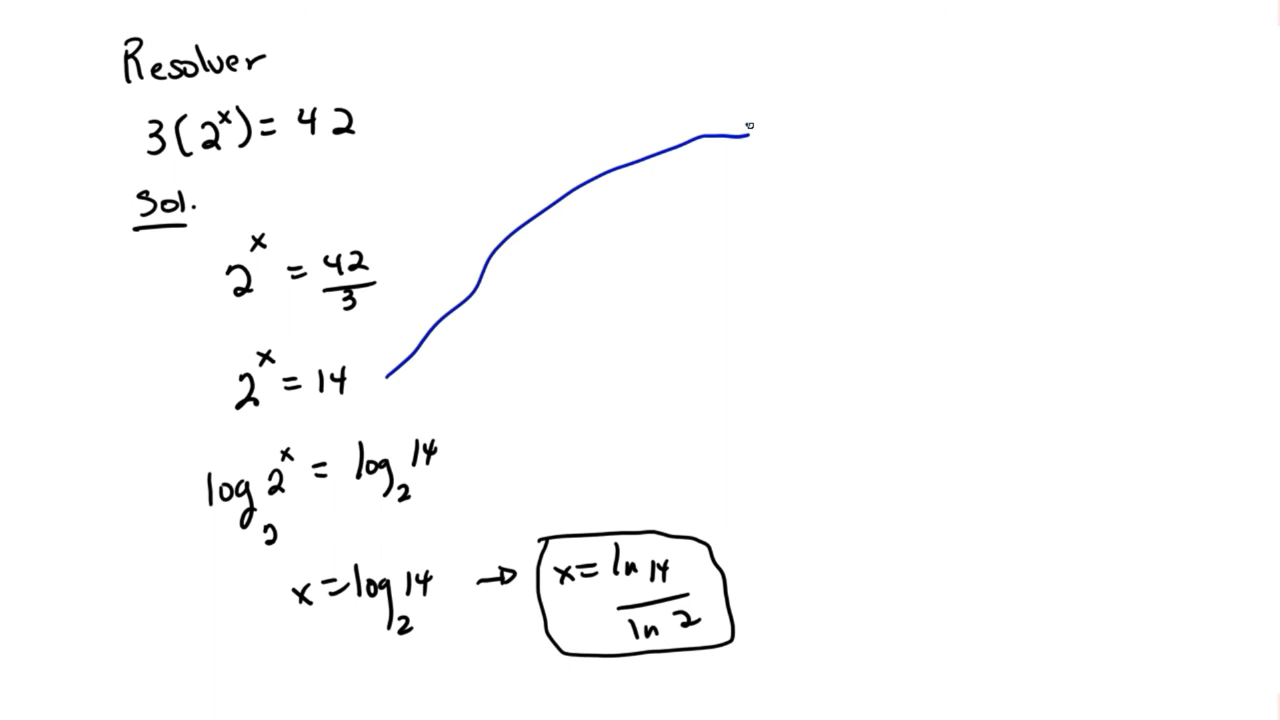 Resolver
3(2^x) = 42
Sol.
2^x = 42/3
2^x = 14
log_2 2^x = log_2 14
x = log_2 14 → x = ln 14 / ln 2